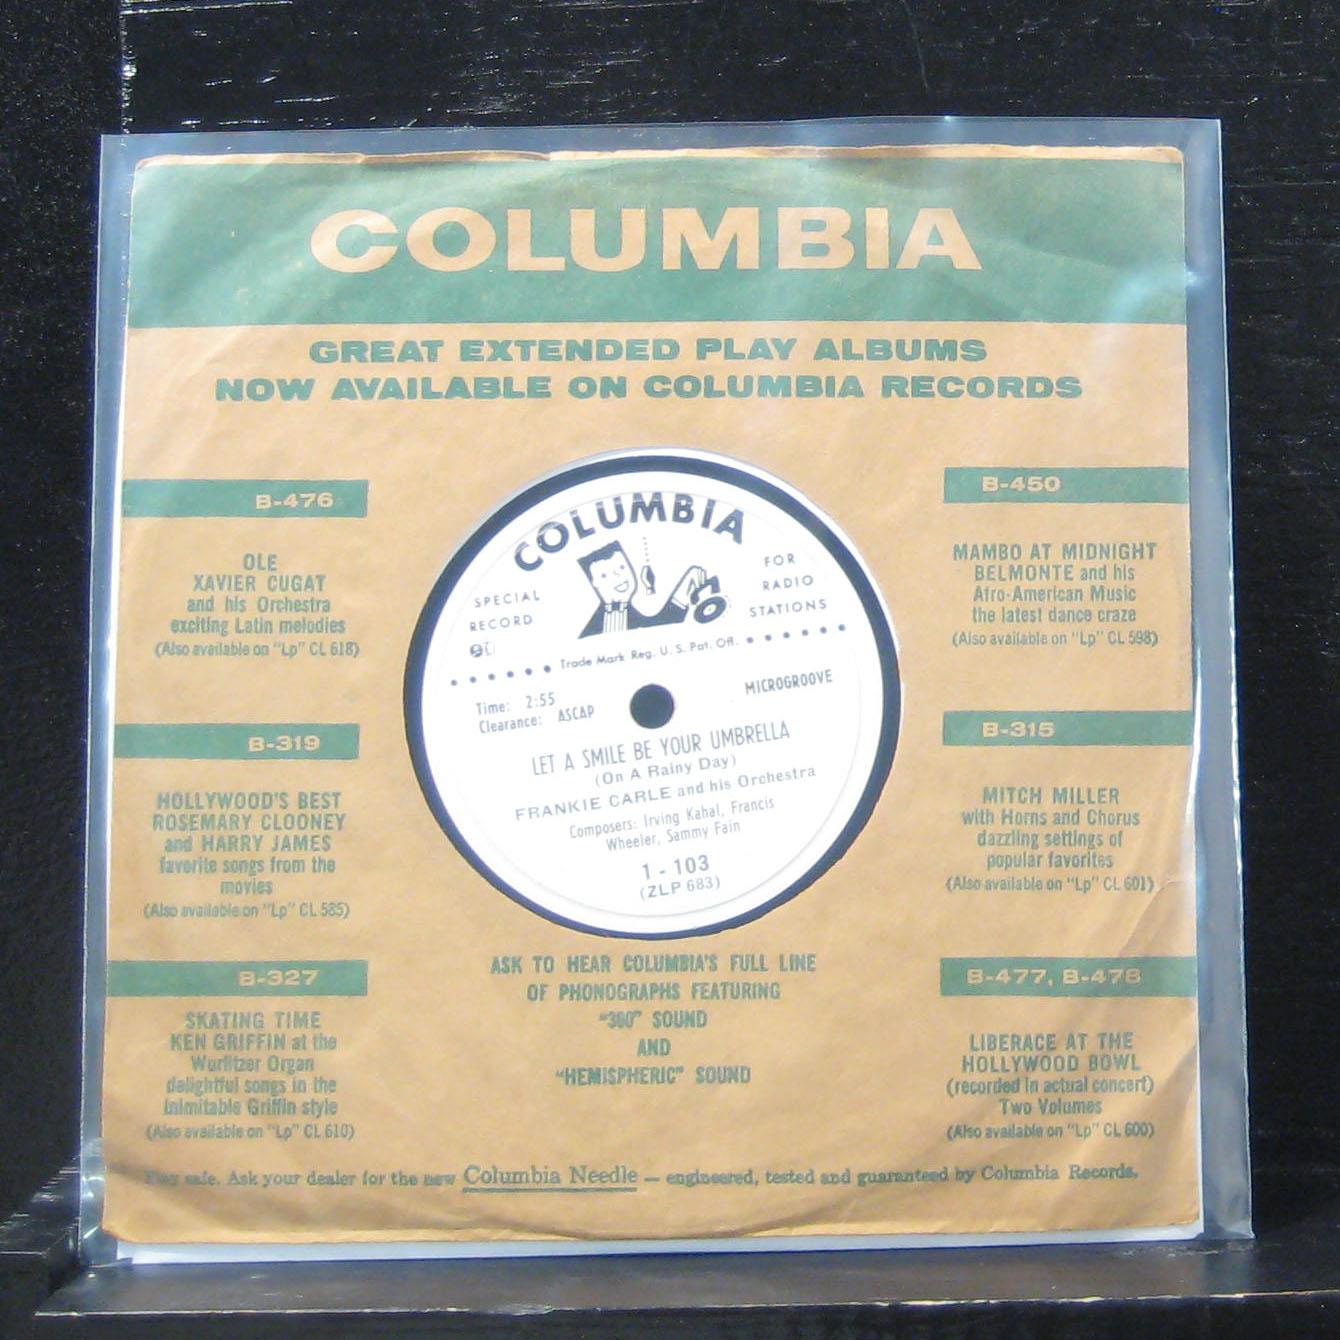 COLUMBIA
GREAT EXTENDED PLAY ALBUMS
NOW AVAILABLE ON COLUMBIA RECORDS
B-476
OLE
XAVIER CUGAT
and his Orchestra
exciting Latin melodies
(Also available on "Lp" CL 618)
B-319
HOLLYWOOD'S BEST
ROSEMARY CLOONEY
and HARRY JAMES
favorite songs from the
movies
(Also available on "Lp" CL 585)
B-327
SKATING TIME
KEN GRIFFIN at the
Wurlitzer Organ
delightful songs in the
inimitable Griffin style
(Also available on "Lp" CL 610)
COLUMBIA
SPECIAL
RECORD
FOR
RADIO
STATIONS
CO
Trade Mark Reg. U. S. Pat. Off.
Time: 2:55
Clearance: ASCAP
MICROGROOVE
LET A SMILE BE YOUR UMBRELLA
(On A Rainy Day)
FRANKIE CARLE and his Orchestra
Composers: Irving Kahal, Francis
Wheeler, Sammy Fain
1 - 103
(ZLP 683)
ASK TO HEAR COLUMBIA'S FULL LINE
OF PHONOGRAPHS FEATURING
"360" SOUND
AND
"HEMISPHERIC" SOUND
B-450
MAMBO AT MIDNIGHT
BELMONTE and his
Afro-American Music
the latest dance craze
(Also available on "Lp" CL 598)
B-315
MITCH MILLER
with Horns and Chorus
dazzling settings of
popular favorites
(Also available on "Lp" CL 601)
B-477, B-478
LIBERACE AT THE
HOLLYWOOD BOWL
(recorded in actual concert)
Two Volumes
(Also available on "Lp" CL 600)
Play safe. Ask your dealer for the new Columbia Needle — engineered, tested and guaranteed by Columbia Records.